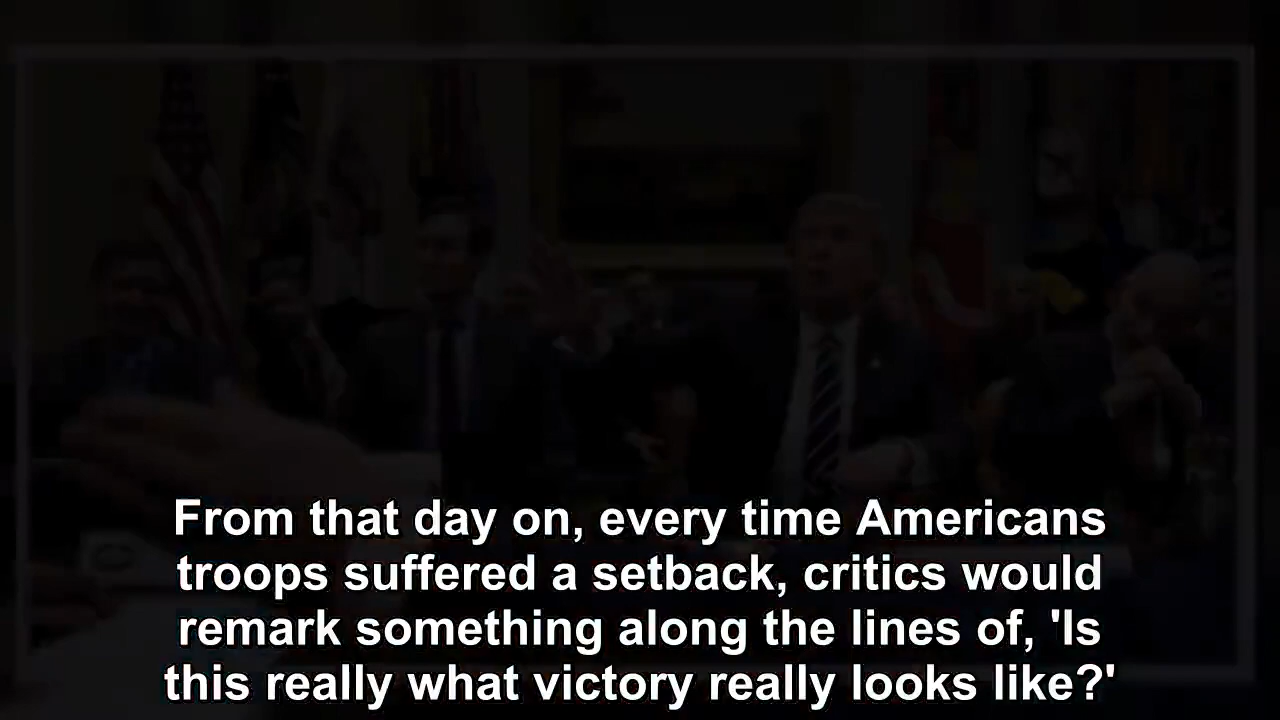 From that day on, every time Americans
troops suffered a setback, critics would
remark something along the lines of, 'Is
this really what victory really looks like?'